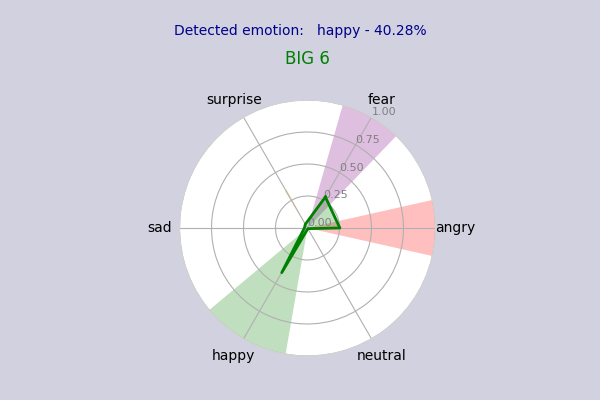 Detected emotion:   happy - 40.28%
BIG 6
surprise
fear
1.00
0.75
0.50
0.25
0.00
sad
angry
happy
neutral